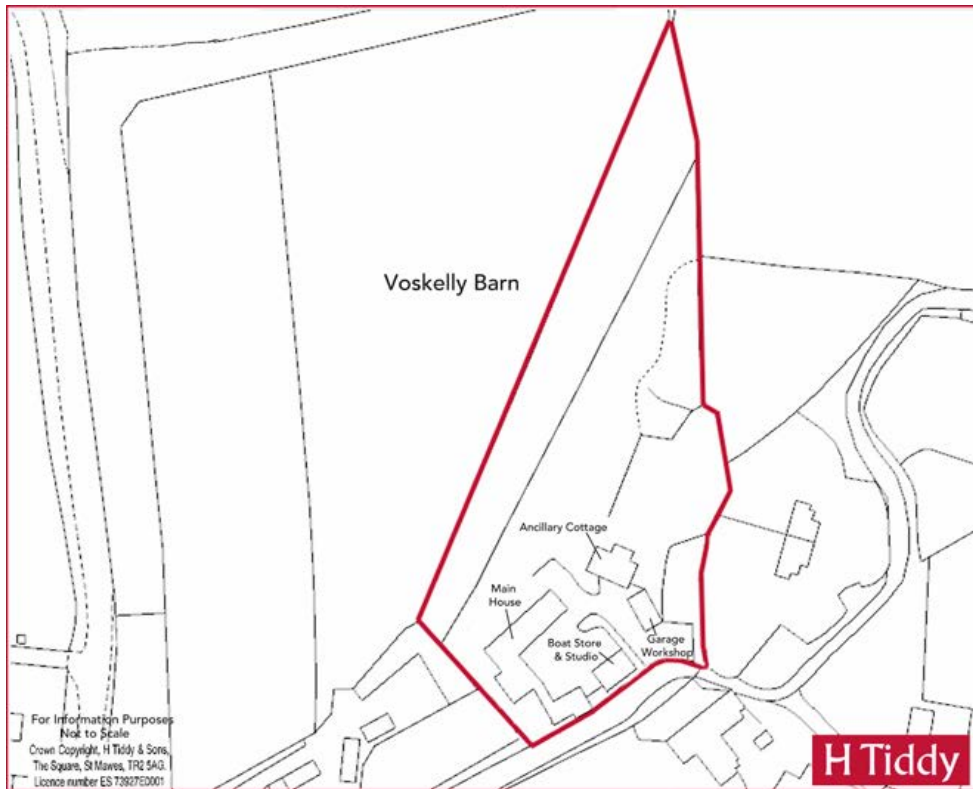 Voskelly Barn
Ancillary Cottage
Main
House
Boat Store
& Studio
Garage
Workshop
For Information Purposes
Not to Scale
Crown Copyright, H Tiddy & Sons,
The Square, St Mawes, TR2 5AG.
Licence number ES 73927E0001
H Tiddy